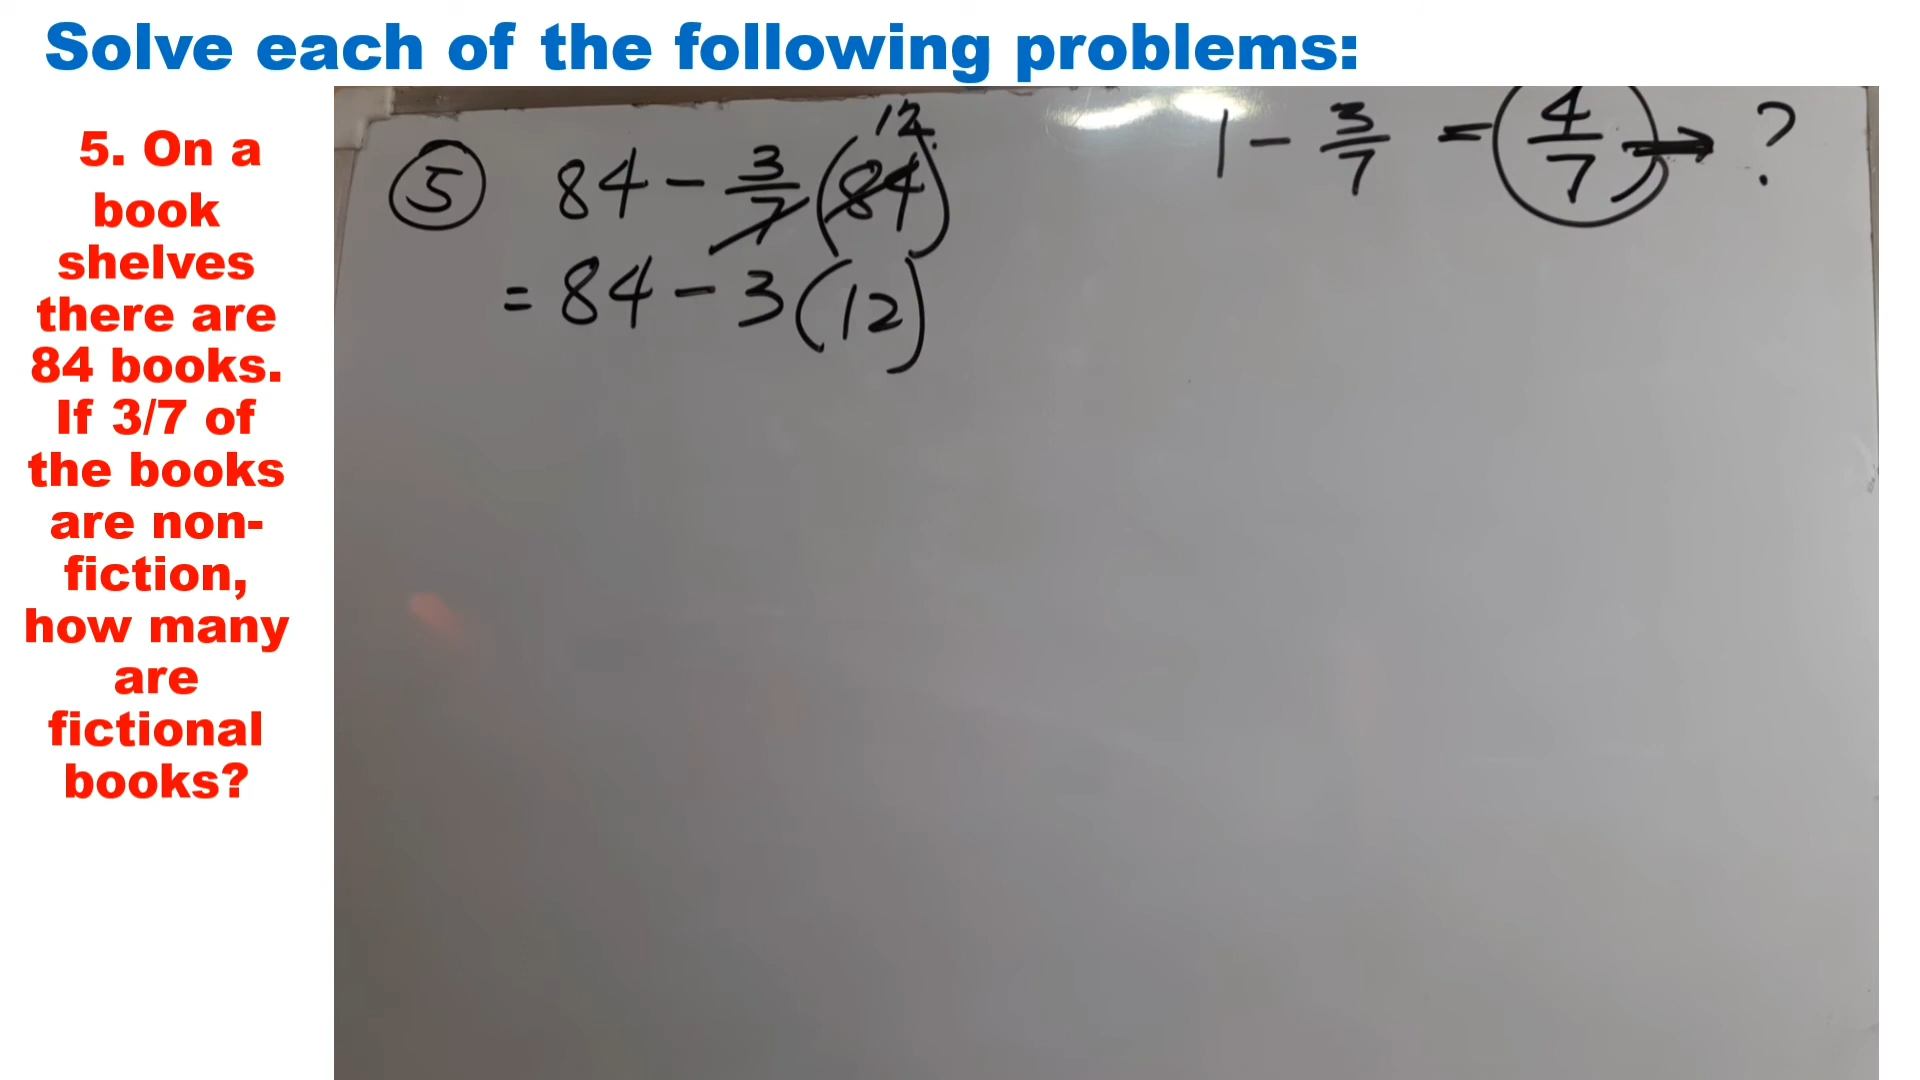 Solve each of the following problems:
5. On a
book
shelves
there are
84 books.
If 3/7 of
the books
are non-
fiction,
how many
are
fictional
books?
5 84 - 3/7 (84) 12
= 84 - 3 (12)
1 - 3/7 = 4/7 → ?